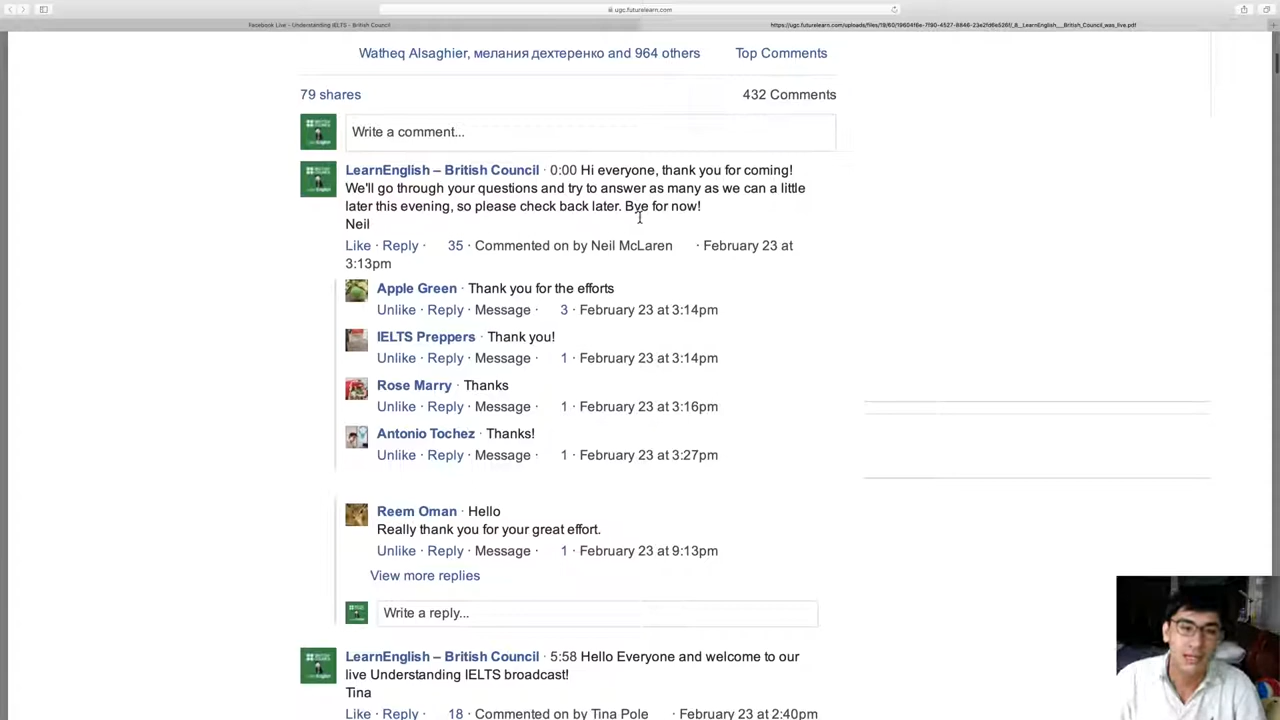 ugc.futurelearn.com
Facebook Live - Understanding IELTS - British Council
Watheq Alsaghier, мелания дехтеренко and 964 others Top Comments
79 shares 432 Comments
Write a comment...
LearnEnglish – British Council · 0:00 Hi everyone, thank you for coming!
We'll go through your questions and try to answer as many as we can a little
later this evening, so please check back later. Bye for now!
Neil
Like · Reply · 35 · Commented on by Neil McLaren · February 23 at
3:13pm
Apple Green · Thank you for the efforts
Unlike · Reply · Message · 3 · February 23 at 3:14pm
IELTS Preppers · Thank you!
Unlike · Reply · Message · 1 · February 23 at 3:14pm
Rose Marry · Thanks
Unlike · Reply · Message · 1 · February 23 at 3:16pm
Antonio Tochez · Thanks!
Unlike · Reply · Message · 1 · February 23 at 3:27pm
Reem Oman · Hello
Really thank you for your great effort.
Unlike · Reply · Message · 1 · February 23 at 9:13pm
View more replies
Write a reply...
LearnEnglish – British Council · 5:58 Hello Everyone and welcome to our
live Understanding IELTS broadcast!
Tina
Like · Reply · 18 · Commented on by Tina Pole · February 23 at 2:40pm